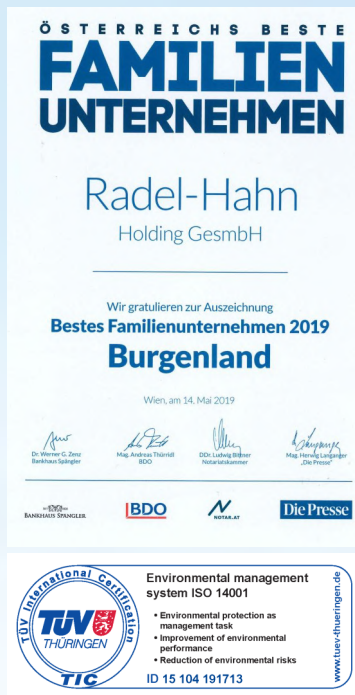 ÖSTERREICHS BESTE
FAMILIEN
UNTERNEHMEN
Radel-Hahn
Holding GesmbH
Wir gratulieren zur Auszeichnung
Bestes Familienunternehmen 2019
Burgenland
Wien, am 14. Mai 2019
Dr. Werner G. Zenz
Bankhaus Spängler
Mag. Andreas Thörridl
BDO
DDr. Ludwig Bittner
Notariatskammer
Mag. Herwig Langanger
„Die Presse“
BANKHAUS SPÄNGLER
BDO
NOTAR.AT
Die Presse
TÜV International Certification
TÜV
THÜRINGEN
TIC
Environmental management
system ISO 14001
• Environmental protection as
management task
• Improvement of environmental
performance
• Reduction of environmental risks
ID 15 104 191713
www.tuev-thueringen.de